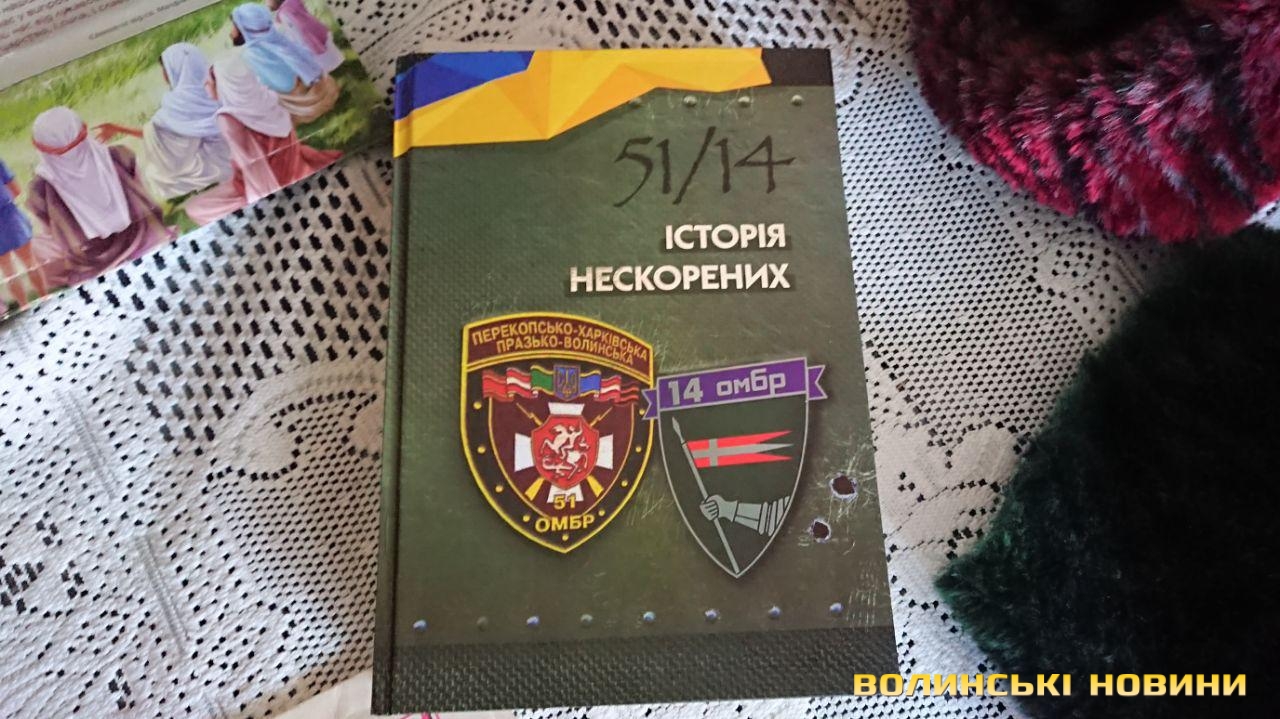 51/14
ІСТОРІЯ
НЕСКОРЕНИХ
ПЕРЕКОПСЬКО-ХАРКІВСЬКА
ПРАЗЬКО-ВОЛИНСЬКА
51
ОМБР
14 омбр
ВОЛИНСЬКІ НОВИНИ